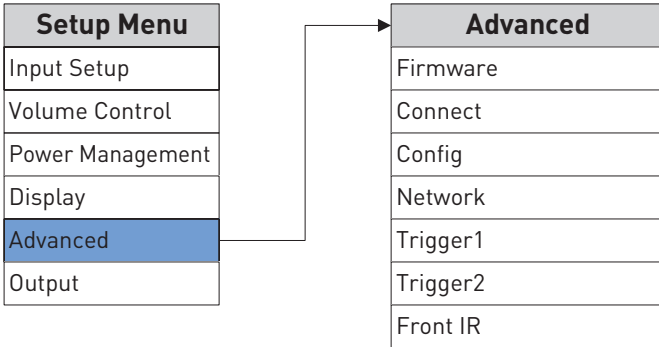 Setup Menu
Input Setup
Volume Control
Power Management
Display
Advanced
Output
Advanced
Firmware
Connect
Config
Network
Trigger1
Trigger2
Front IR